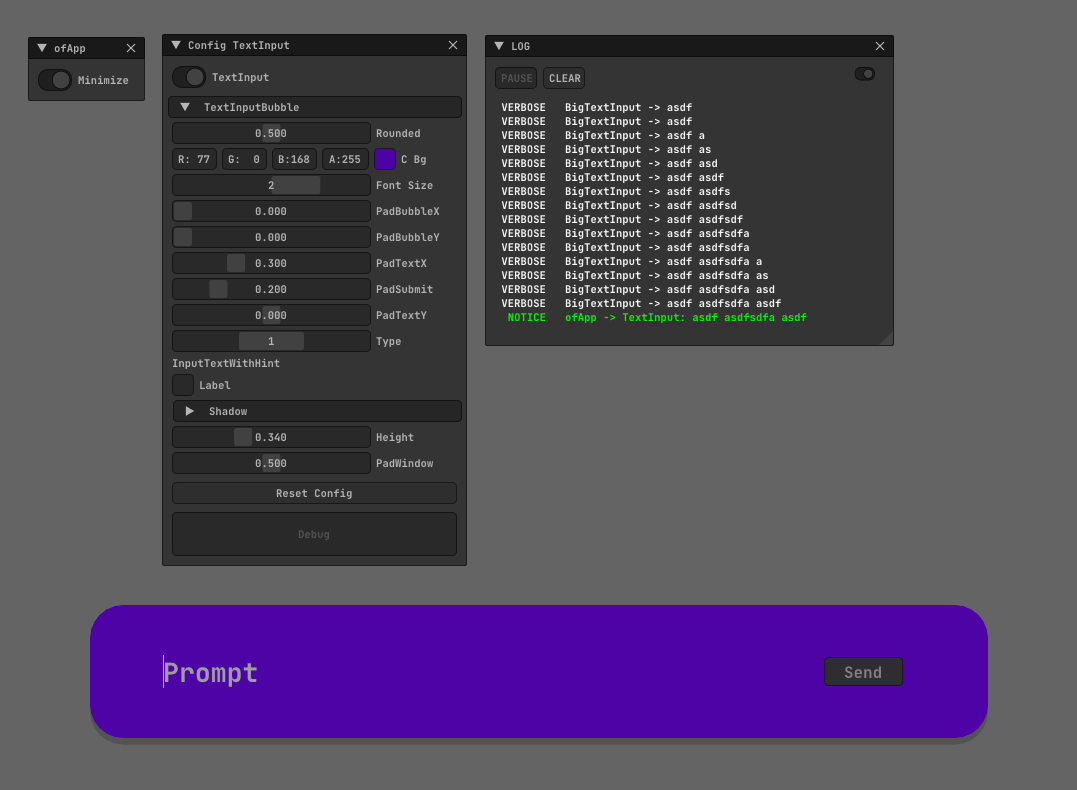 ofApp
Minimize
Config TextInput
TextInput
TextInputBubble
0.500 Rounded
R: 77 G: 0 B:168 A:255 C Bg
2 Font Size
0.000 PadBubbleX
0.000 PadBubbleY
0.300 PadTextX
0.200 PadSubmit
0.000 PadTextY
1 Type
InputTextWithHint
Label
Shadow
0.340 Height
0.500 PadWindow
Reset Config
Debug
LOG
PAUSE CLEAR
VERBOSE BigTextInput -> asdf
VERBOSE BigTextInput -> asdf
VERBOSE BigTextInput -> asdf a
VERBOSE BigTextInput -> asdf as
VERBOSE BigTextInput -> asdf asd
VERBOSE BigTextInput -> asdf asdf
VERBOSE BigTextInput -> asdf asdfs
VERBOSE BigTextInput -> asdf asdfsd
VERBOSE BigTextInput -> asdf asdfsdf
VERBOSE BigTextInput -> asdf asdfsdfa
VERBOSE BigTextInput -> asdf asdfsdfa
VERBOSE BigTextInput -> asdf asdfsdfa a
VERBOSE BigTextInput -> asdf asdfsdfa as
VERBOSE BigTextInput -> asdf asdfsdfa asd
VERBOSE BigTextInput -> asdf asdfsdfa asdf
NOTICE ofApp -> TextInput: asdf asdfsdfa asdf
Prompt
Send